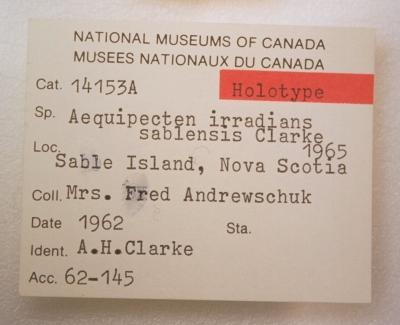 NATIONAL MUSEUMS OF CANADA
MUSEES NATIONAUX DU CANADA
Cat. 14153A Holotype
Sp. Aequipecten irradians
sablensis Clarke
1965
Loc. Sable Island, Nova Scotia
Coll. Mrs. Fred Andrewschuk
Date 1962 Sta.
Ident. A.H.Clarke
Acc. 62-145